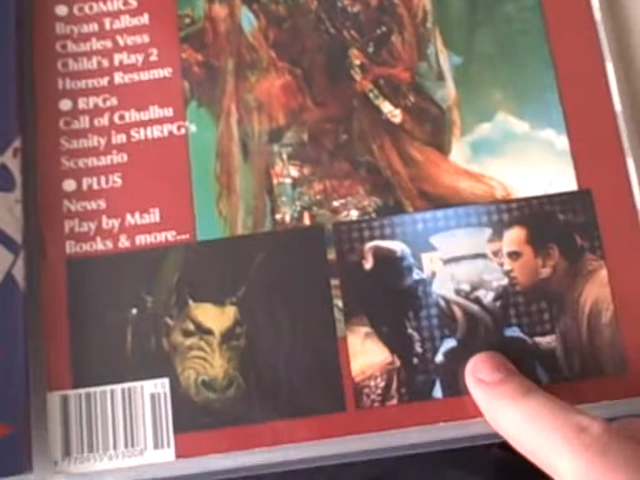 ● COMICS
Bryan Talbot
Charles Vess
Child's Play 2
Horror Resume
● RPGs
Call of Cthulhu
Sanity in SHRPG's
Scenario
● PLUS
News
Play by Mail
Books & more...